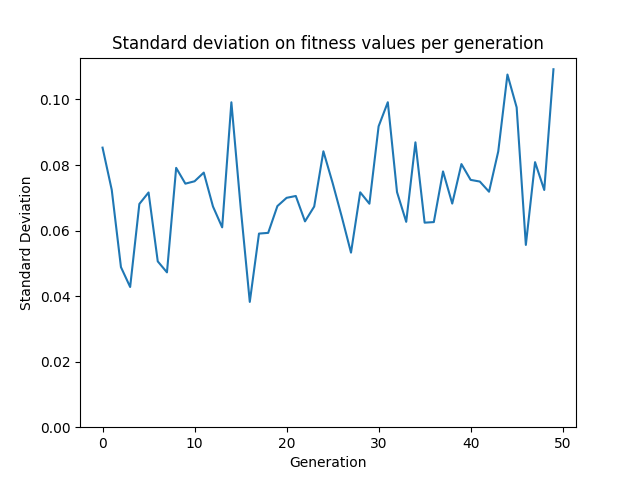 Standard deviation on fitness values per generation
Standard Deviation
0.10
0.08
0.06
0.04
0.02
0.00
0 10 20 30 40 50
Generation